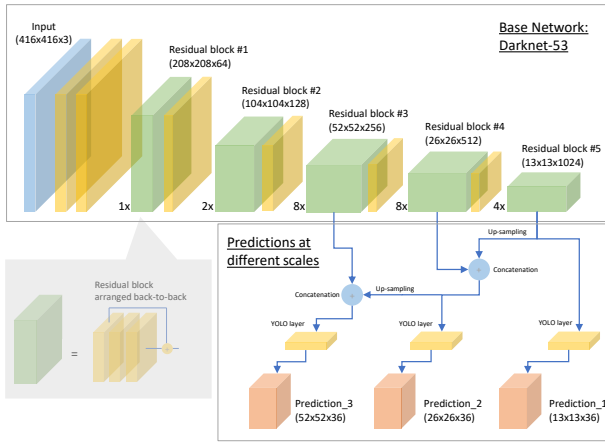 Input
(416x416x3)
Residual block #1
(208x208x64)
Base Network:
Darknet-53
Residual block #2
(104x104x128)
Residual block #3
(52x52x256)
Residual block #4
(26x26x512)
Residual block #5
(13x13x1024)
1x
2x
8x
8x
4x
Predictions at
different scales
Up-sampling
Concatenation
Up-sampling
Concatenation
Residual block
arranged back-to-back
=
YOLO layer
YOLO layer
YOLO layer
Prediction_3
(52x52x36)
Prediction_2
(26x26x36)
Prediction_1
(13x13x36)